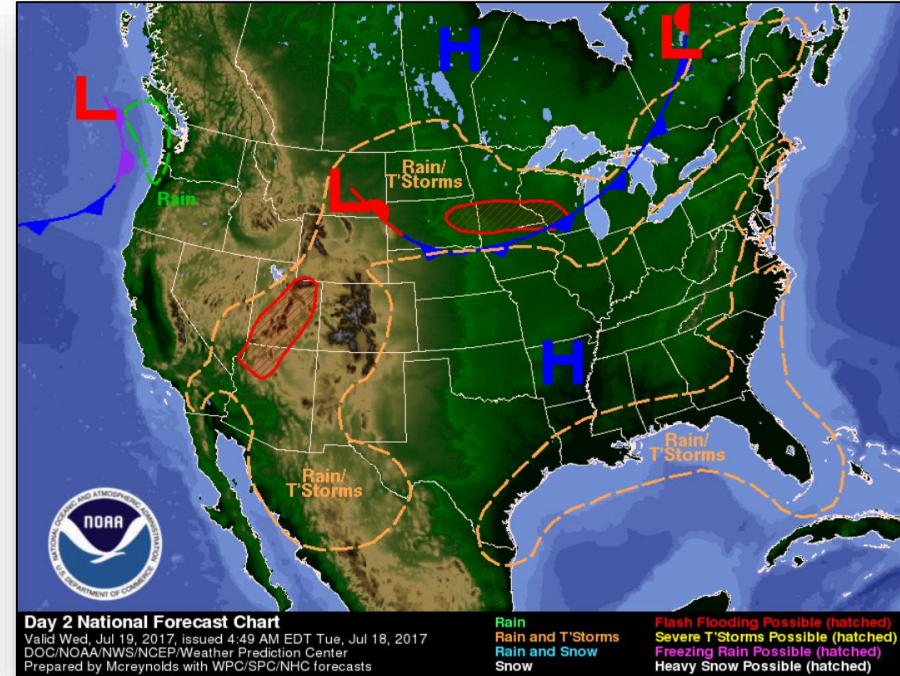 H
L
L
Rain/
T'Storms
L
Rain
H
Rain/
T'Storms
Rain/
T'Storms
NATIONAL OCEANIC AND ATMOSPHERIC ADMINISTRATION
NOAA
U.S. DEPARTMENT OF COMMERCE
Day 2 National Forecast Chart
Valid Wed, Jul 19, 2017, issued 4:49 AM EDT Tue, Jul 18, 2017
DOC/NOAA/NWS/NCEP/Weather Prediction Center
Prepared by Mcreynolds with WPC/SPC/NHC forecasts
Rain
Rain and T'Storms
Rain and Snow
Snow
Flash Flooding Possible (hatched)
Severe T'Storms Possible (hatched)
Freezing Rain Possible (hatched)
Heavy Snow Possible (hatched)